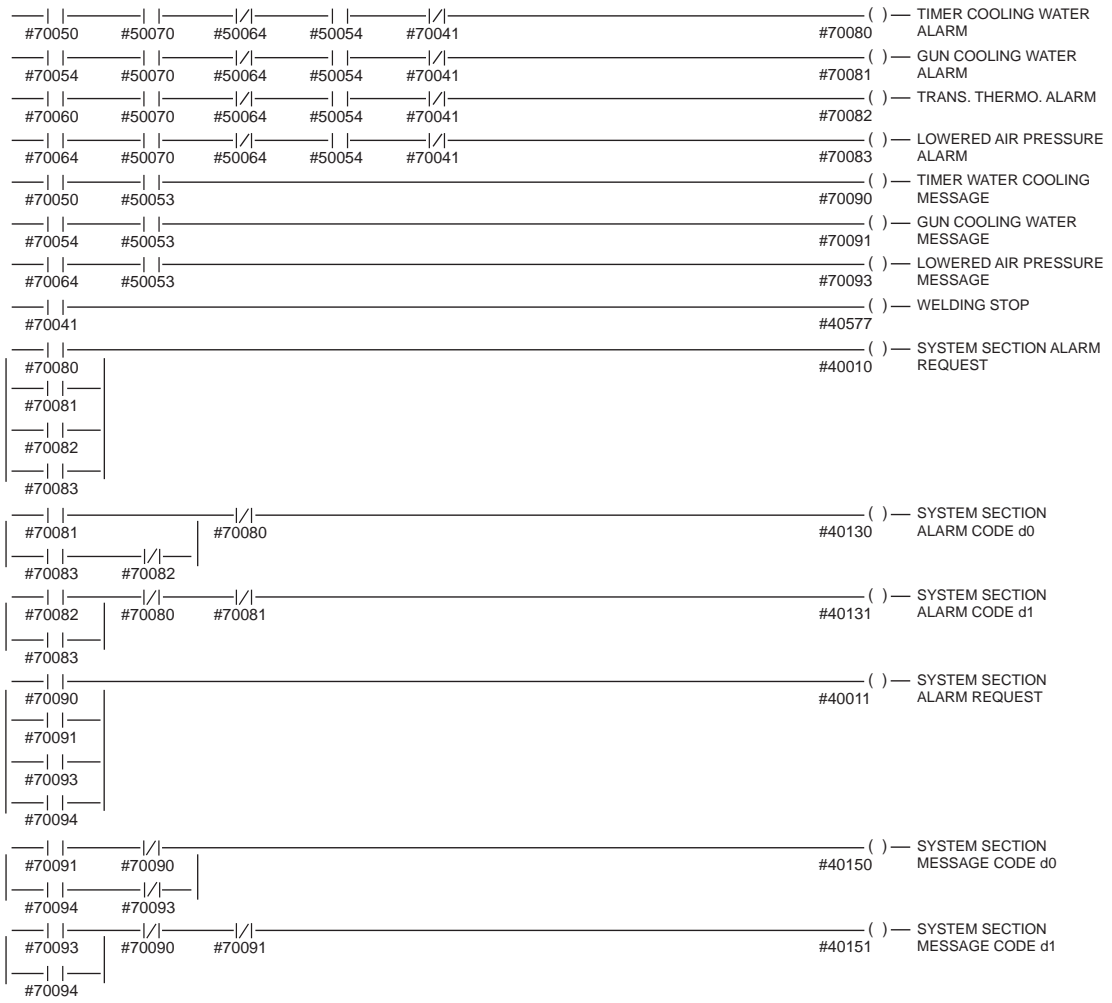 TIMER COOLING WATER
ALARM
#70050 #50070 #50064 #50054 #70041 #70080
GUN COOLING WATER
ALARM
#70054 #50070 #50064 #50054 #70041 #70081
TRANS. THERMO. ALARM
#70060 #50070 #50064 #50054 #70041 #70082
LOWERED AIR PRESSURE
ALARM
#70064 #50070 #50064 #50054 #70041 #70083
TIMER WATER COOLING
MESSAGE
#70050 #50053 #70090
GUN COOLING WATER
MESSAGE
#70054 #50053 #70091
LOWERED AIR PRESSURE
MESSAGE
#70064 #50053 #70093
WELDING STOP
#70041 #40577
SYSTEM SECTION ALARM
REQUEST
#70080 #40010
#70081
#70082
#70083
SYSTEM SECTION
ALARM CODE d0
#70081 #70080 #40130
#70083 #70082
SYSTEM SECTION
ALARM CODE d1
#70082 #70080 #70081 #40131
#70083
SYSTEM SECTION
ALARM REQUEST
#70090 #40011
#70091
#70093
#70094
SYSTEM SECTION
MESSAGE CODE d0
#70091 #70090 #40150
#70094 #70093
SYSTEM SECTION
MESSAGE CODE d1
#70093 #70090 #70091 #40151
#70094